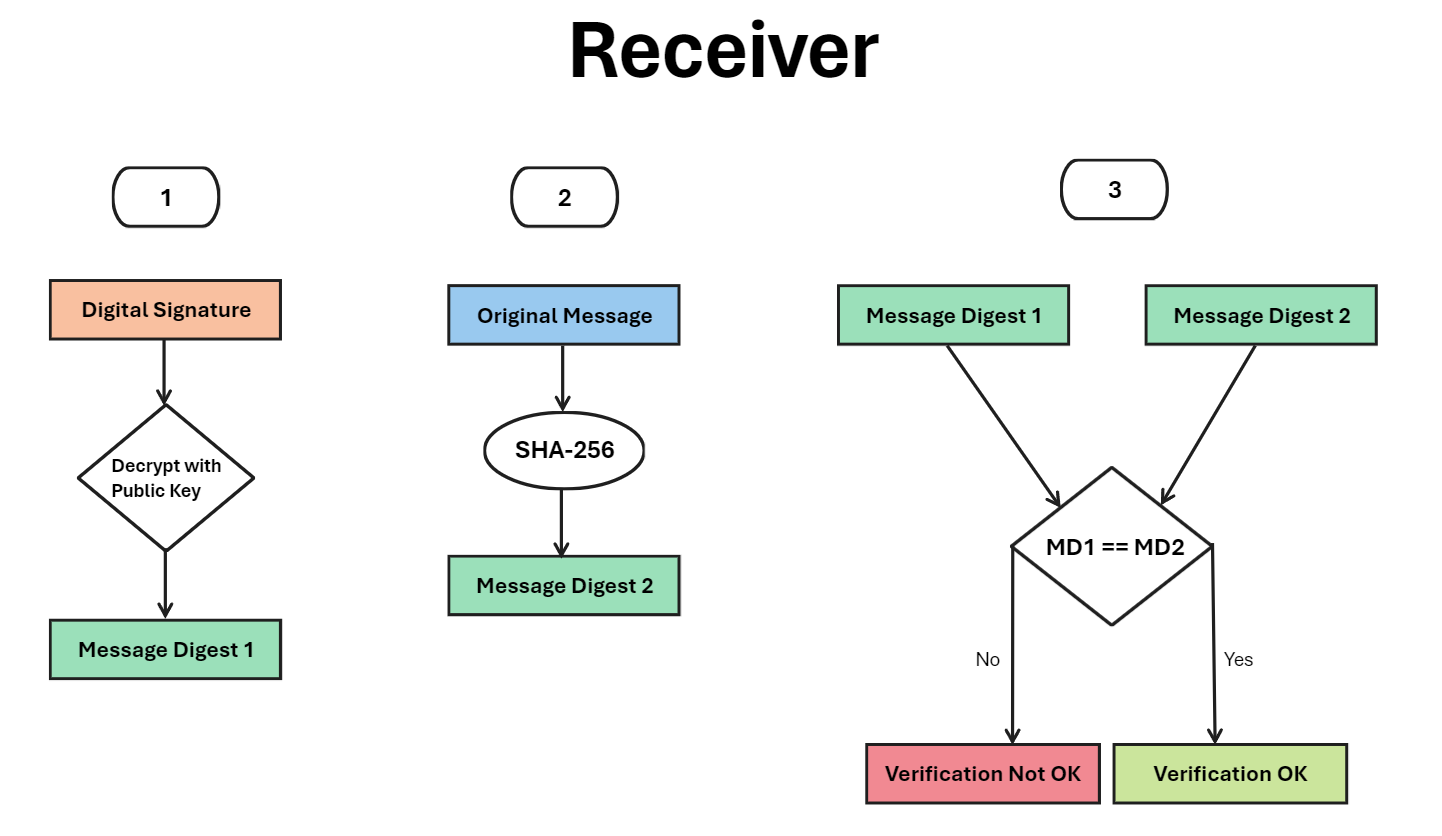 Receiver
1
Digital Signature
Decrypt with
Public Key
Message Digest 1
2
Original Message
SHA-256
Message Digest 2
3
Message Digest 1
Message Digest 2
MD1 == MD2
No
Yes
Verification Not OK
Verification OK